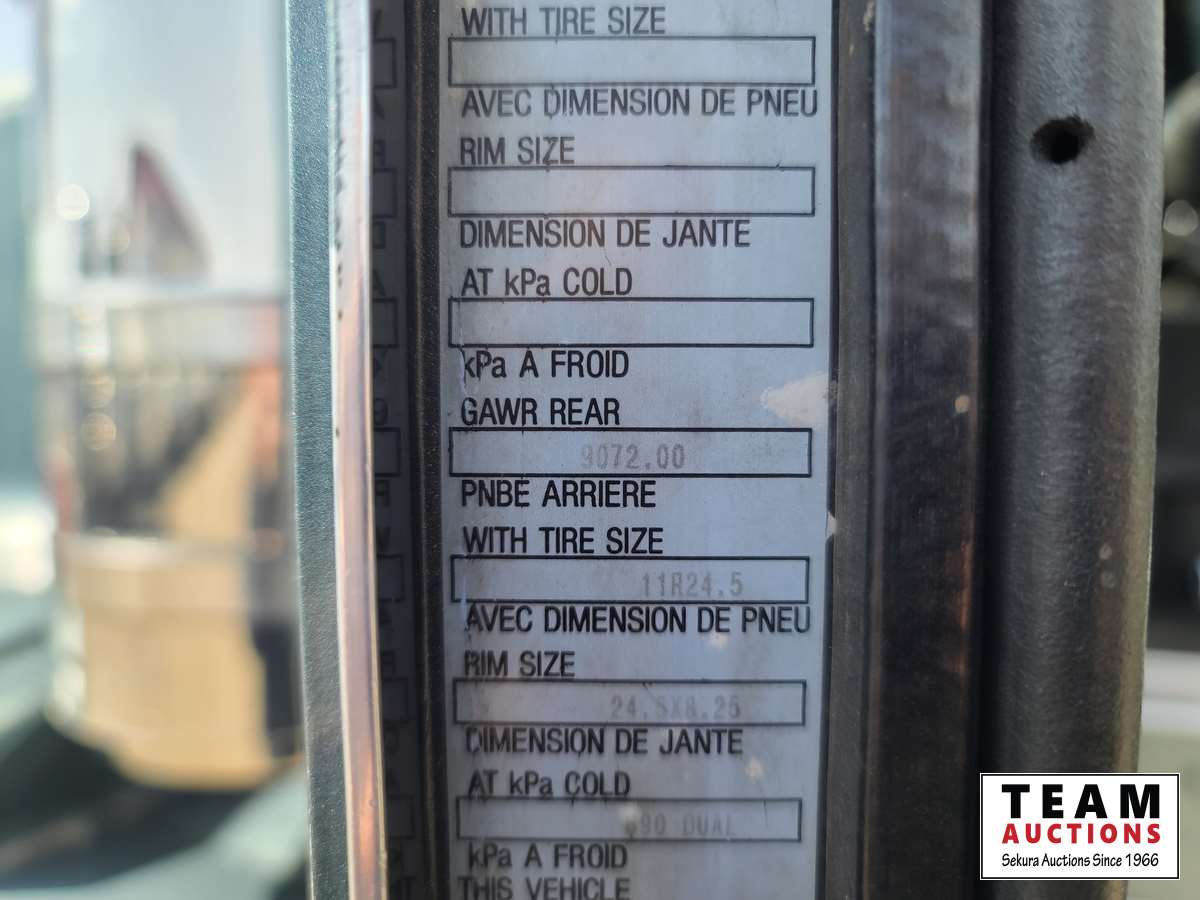 WITH TIRE SIZE
AVEC DIMENSION DE PNEU
RIM SIZE
DIMENSION DE JANTE
AT kPa COLD
kPa A FROID
GAWR REAR
9072.00
PNBE ARRIERE
WITH TIRE SIZE
11R24.5
AVEC DIMENSION DE PNEU
RIM SIZE
24.5X8.25
DIMENSION DE JANTE
AT kPa COLD
690 DUAL
kPa A FROID
THIS VEHICLE
TEAM
AUCTIONS
Sekura Auctions Since 1966